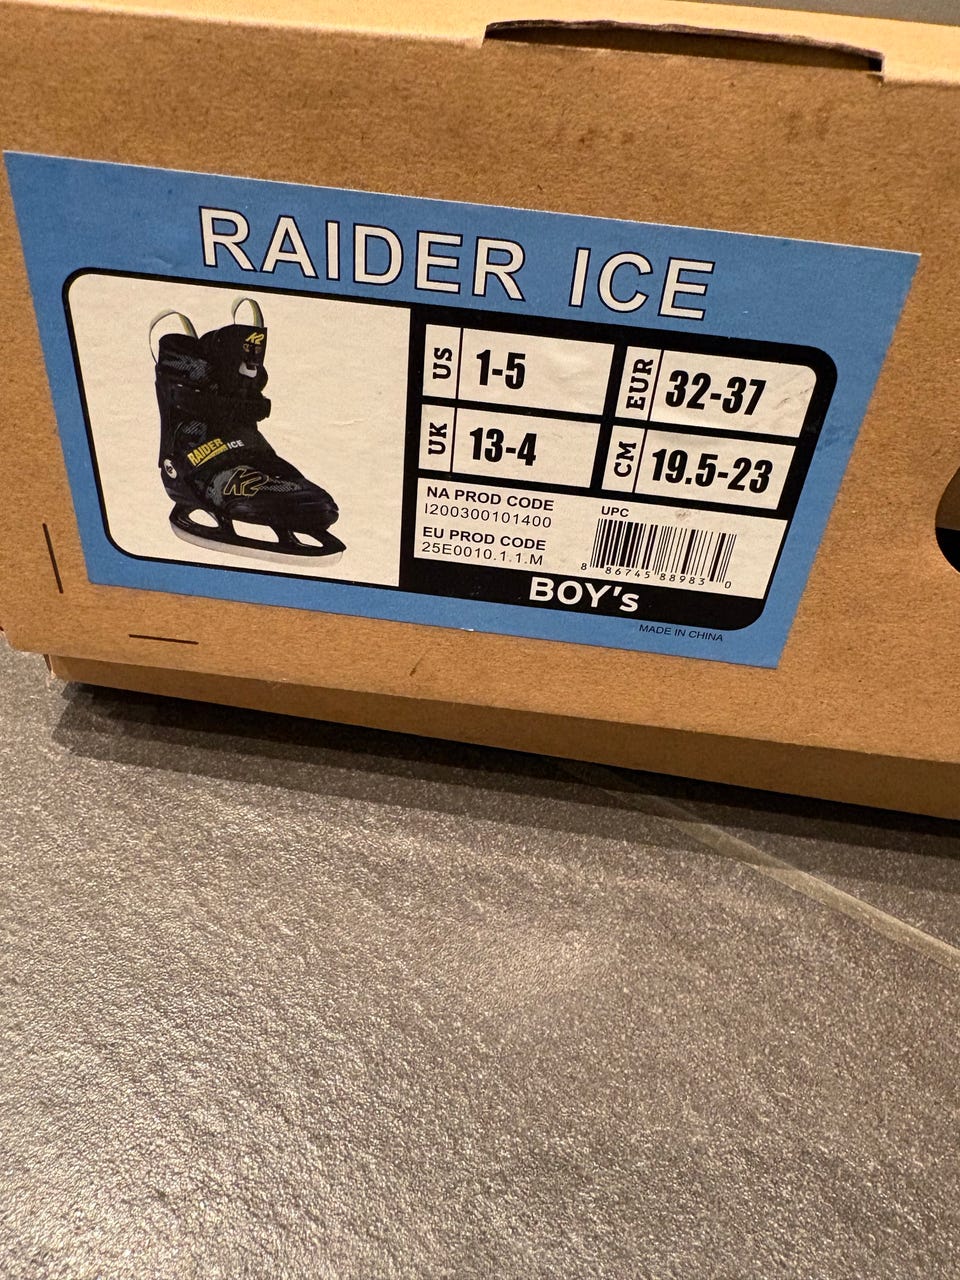 RAIDER ICE
K2
RAIDER ICE
K2
US 1-5
EUR 32-37
UK 13-4
CM 19.5-23
NA PROD CODE
I200300101400
EU PROD CODE
25E0010.1.1.M
UPC
8 86745 88983 0
BOY's
MADE IN CHINA